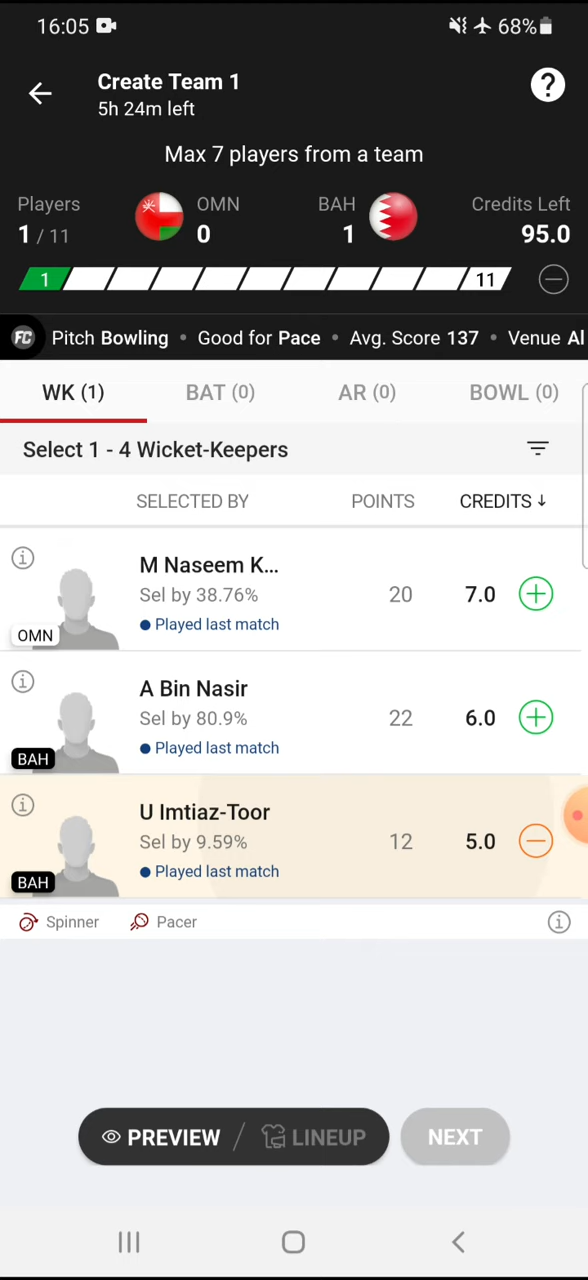 16:05 68%
Create Team 1
5h 24m left
?
Max 7 players from a team
Players OMN BAH Credits Left
1 / 11 0 1 95.0
1 11
FC Pitch Bowling • Good for Pace • Avg. Score 137 • Venue Al
WK (1) BAT (0) AR (0) BOWL (0)
Select 1 - 4 Wicket-Keepers
SELECTED BY POINTS CREDITS ↓
M Naseem K...
Sel by 38.76% 20 7.0
Played last match
OMN
A Bin Nasir
Sel by 80.9% 22 6.0
Played last match
BAH
U Imtiaz-Toor
Sel by 9.59% 12 5.0
Played last match
BAH
Spinner Pacer
PREVIEW / LINEUP NEXT